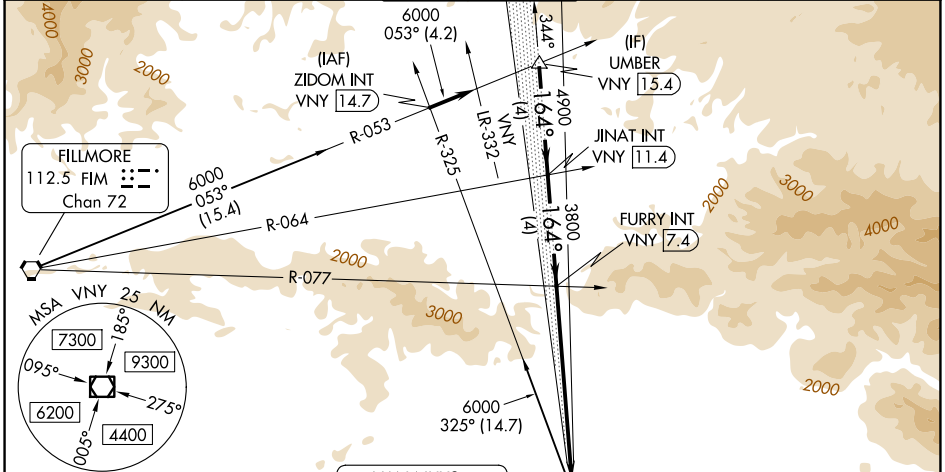 6000
053° (4.2)
344°
4000
3000
2000
(IAF)
ZIDOM INT
VNY 14.7
(IF)
UMBER
VNY 15.4
4900
164°
(4)
VNY
LR-332
R-325
R-053
JINAT INT
VNY 11.4
FILLMORE
112.5 FIM
Chan 72
6000
053°
(15.4)
R-064
2000
3000
4000
164°
(4)
3800
FURRY INT
VNY 7.4
2000
R-077
3000
MSA VNY 25 NM
185°
7300
9300
095°
275°
6200
4400
005°
2000
6000
325° (14.7)